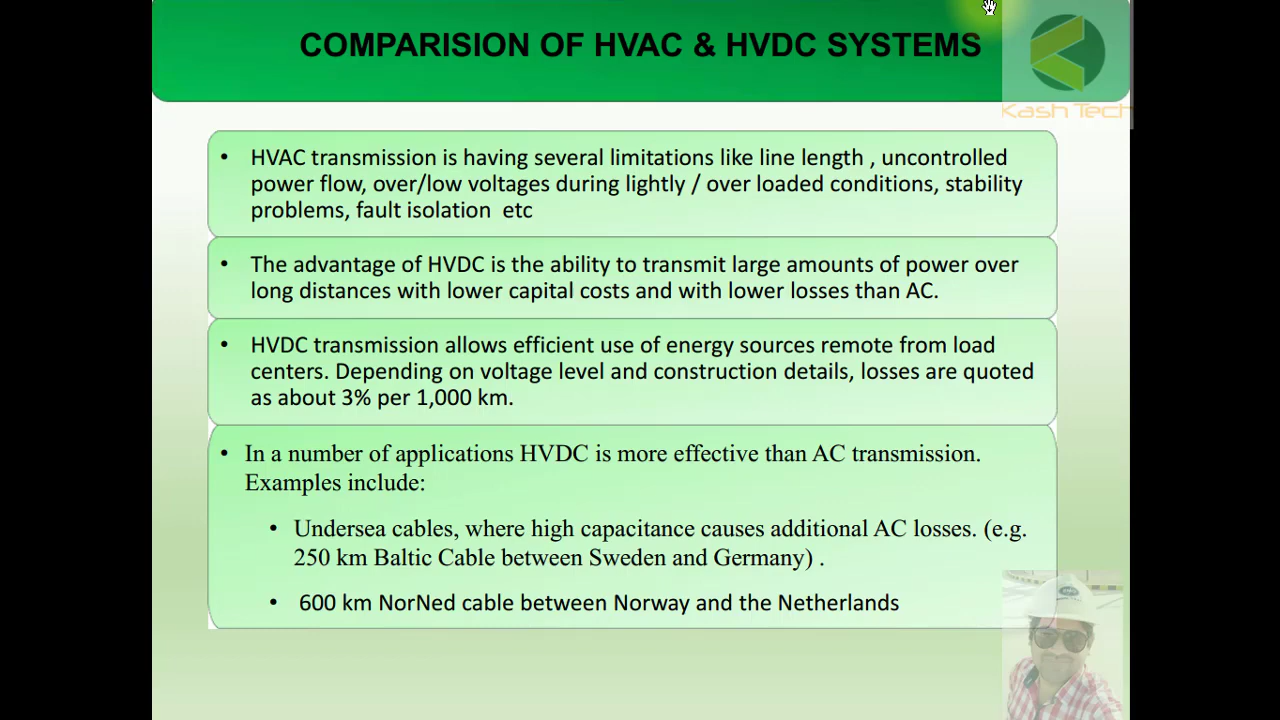 COMPARISION OF HVAC & HVDC SYSTEMS
Kash Tech
• HVAC transmission is having several limitations like line length , uncontrolled
power flow, over/low voltages during lightly / over loaded conditions, stability
problems, fault isolation etc
• The advantage of HVDC is the ability to transmit large amounts of power over
long distances with lower capital costs and with lower losses than AC.
• HVDC transmission allows efficient use of energy sources remote from load
centers. Depending on voltage level and construction details, losses are quoted
as about 3% per 1,000 km.
• In a number of applications HVDC is more effective than AC transmission.
Examples include:
• Undersea cables, where high capacitance causes additional AC losses. (e.g.
250 km Baltic Cable between Sweden and Germany) .
• 600 km NorNed cable between Norway and the Netherlands